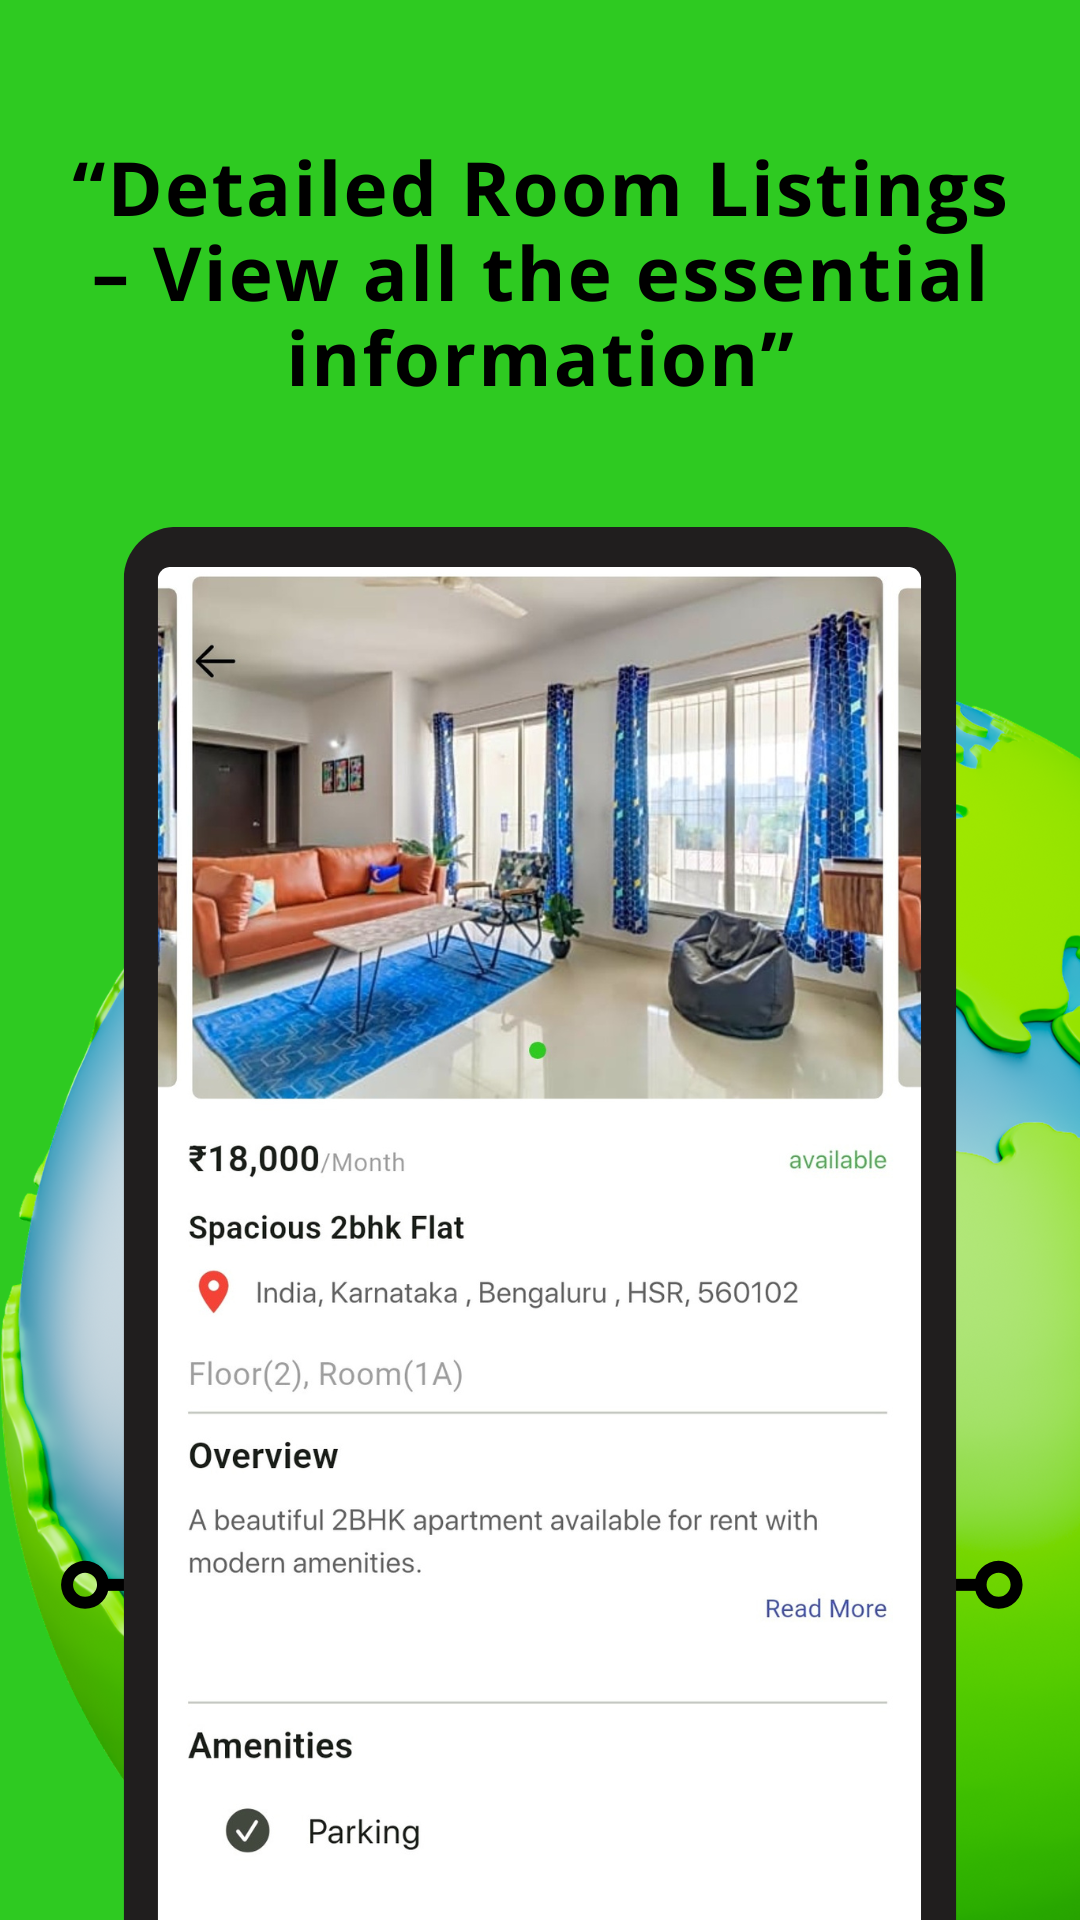 “Detailed Room Listings
– View all the essential
information”
₹18,000/Month
available
Spacious 2bhk Flat
India, Karnataka , Bengaluru , HSR, 560102
Floor(2), Room(1A)
Overview
A beautiful 2BHK apartment available for rent with
modern amenities.
Read More
Amenities
Parking